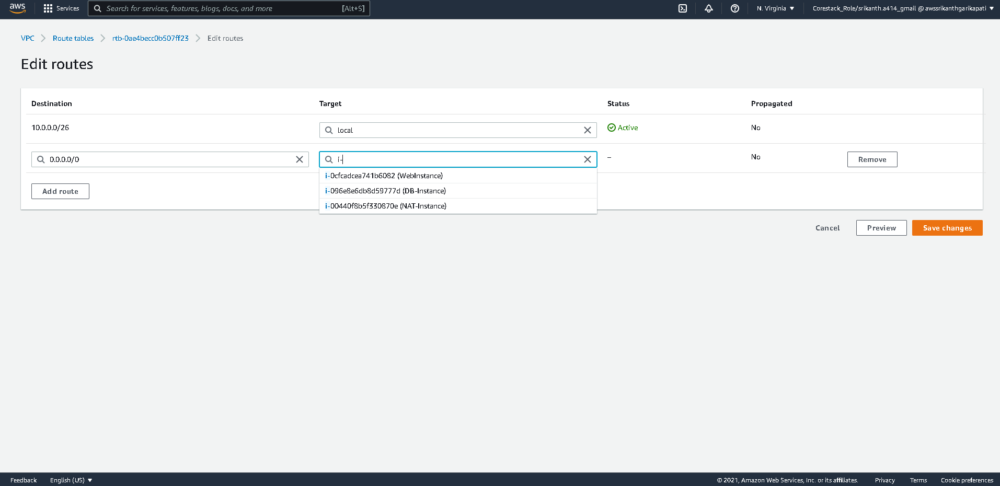 aws Services Search for services, features, blogs, docs, and more [Alt+S] N. Virginia Corestack_Role/srikanth.a414_gmail @ awssrikanthgarikapati
VPC Route tables rtb-0ae4becc0b507ff23 Edit routes
Edit routes
Destination Target Status Propagated
10.0.0.0/26 local Active No
0.0.0.0/0 i- – No Remove
i-0cfcadcea741b6082 (WebInstance)
i-096e8e6db8d59777d (DB-Instance)
Add route
i-00440f8b5f330870e (NAT-Instance)
Cancel Preview Save changes
Feedback English (US) © 2021, Amazon Web Services, Inc. or its affiliates. Privacy Terms Cookie preferences